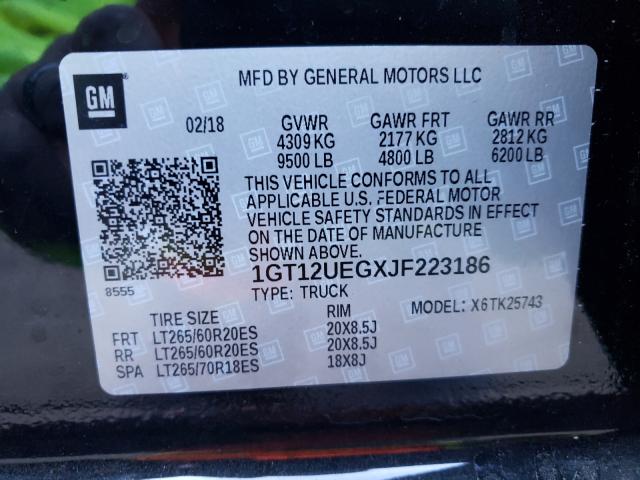 GM
MFD BY GENERAL MOTORS LLC
02/18 GVWR GAWR FRT GAWR RR
4309 KG 2177 KG 2812 KG
9500 LB 4800 LB 6200 LB
THIS VEHICLE CONFORMS TO ALL
APPLICABLE U.S. FEDERAL MOTOR
VEHICLE SAFETY STANDARDS IN EFFECT
ON THE DATE OF MANUFACTURE
SHOWN ABOVE.
8555
1GT12UEGXJF223186
TYPE: TRUCK MODEL: X6TK25743
TIRE SIZE RIM
FRT LT265/60R20ES 20X8.5J
RR LT265/60R20ES 20X8.5J
SPA LT265/70R18ES 18X8J